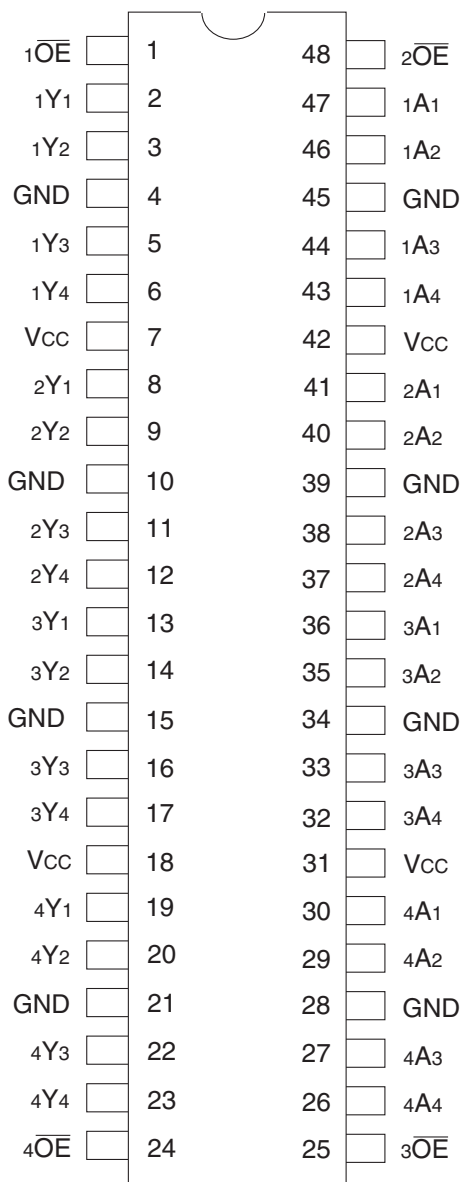 1OE 1 48 2OE
1Y1 2 47 1A1
1Y2 3 46 1A2
GND 4 45 GND
1Y3 5 44 1A3
1Y4 6 43 1A4
VCC 7 42 VCC
2Y1 8 41 2A1
2Y2 9 40 2A2
GND 10 39 GND
2Y3 11 38 2A3
2Y4 12 37 2A4
3Y1 13 36 3A1
3Y2 14 35 3A2
GND 15 34 GND
3Y3 16 33 3A3
3Y4 17 32 3A4
VCC 18 31 VCC
4Y1 19 30 4A1
4Y2 20 29 4A2
GND 21 28 GND
4Y3 22 27 4A3
4Y4 23 26 4A4
4OE 24 25 3OE